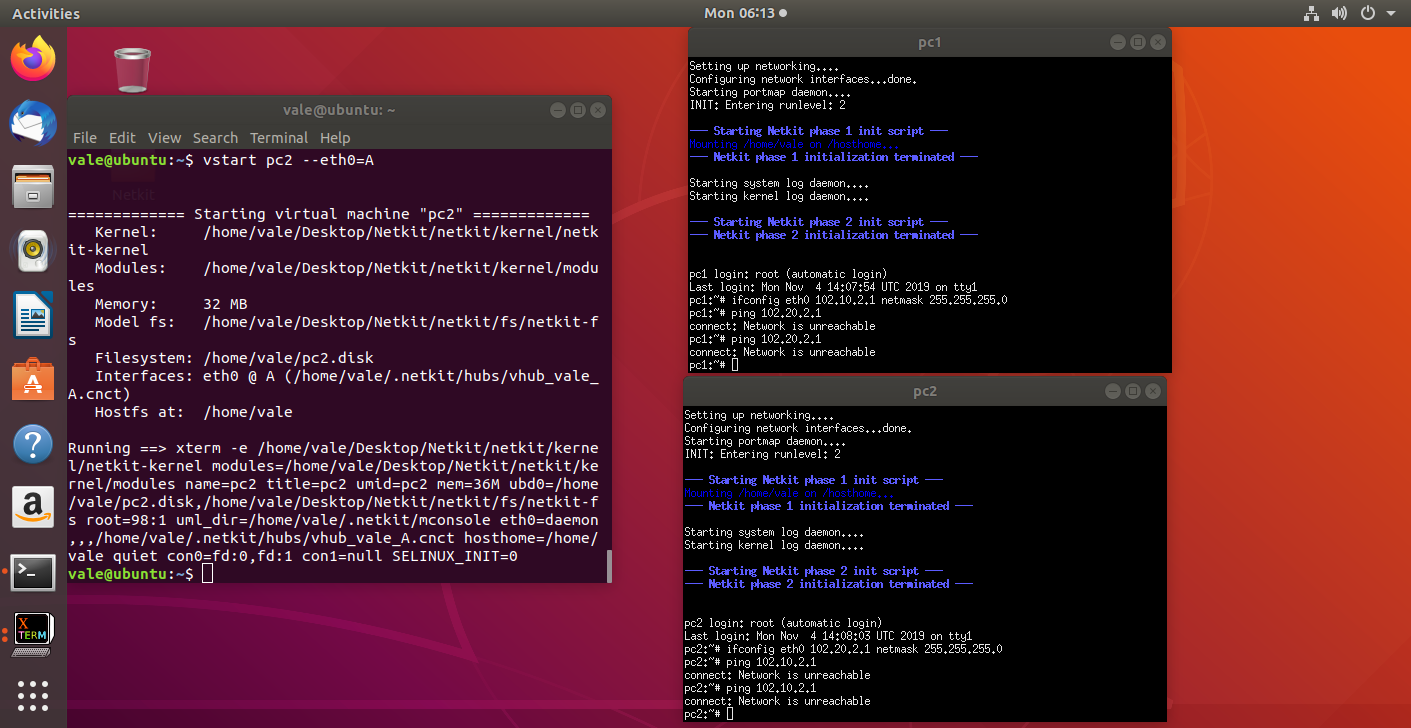 Activities
Mon 06:13
vale@ubuntu: ~
File Edit View Search Terminal Help
vale@ubuntu:~$ vstart pc2 --eth0=A
Netkit
============= Starting virtual machine "pc2" =============
Kernel: /home/vale/Desktop/Netkit/netkit/kernel/netk
it-kernel
Modules: /home/vale/Desktop/Netkit/netkit/kernel/modu
les
Memory: 32 MB
Model fs: /home/vale/Desktop/Netkit/netkit/fs/netkit-f
s
Filesystem: /home/vale/pc2.disk
Interfaces: eth0 @ A (/home/vale/.netkit/hubs/vhub_vale_
A.cnct)
Hostfs at: /home/vale
Running ==> xterm -e /home/vale/Desktop/Netkit/netkit/kerne
l/netkit-kernel modules=/home/vale/Desktop/Netkit/netkit/ke
rnel/modules name=pc2 title=pc2 umid=pc2 mem=36M ubd0=/home
/vale/pc2.disk,/home/vale/Desktop/Netkit/netkit/fs/netkit-f
s root=98:1 uml_dir=/home/vale/.netkit/mconsole eth0=daemon
,,,/home/vale/.netkit/hubs/vhub_vale_A.cnct hosthome=/home/
vale quiet con0=fd:0,fd:1 con1=null SELINUX_INIT=0
vale@ubuntu:~$
pc1
Setting up networking....
Configuring network interfaces...done.
Starting portmap daemon....
INIT: Entering runlevel: 2
─── Starting Netkit phase 1 init script ───
Mounting /home/vale on /hosthome...
─── Netkit phase 1 initialization terminated ───
Starting system log daemon....
Starting kernel log daemon....
─── Starting Netkit phase 2 init script ───
─── Netkit phase 2 initialization terminated ───
pc1 login: root (automatic login)
Last login: Mon Nov  4 14:07:54 UTC 2019 on tty1
pc1:~# ifconfig eth0 102.10.2.1 netmask 255.255.255.0
pc1:~# ping 102.20.2.1
connect: Network is unreachable
pc1:~# ping 102.20.2.1
connect: Network is unreachable
pc1:~#
pc2
Setting up networking....
Configuring network interfaces...done.
Starting portmap daemon....
INIT: Entering runlevel: 2
─── Starting Netkit phase 1 init script ───
Mounting /home/vale on /hosthome...
─── Netkit phase 1 initialization terminated ───
Starting system log daemon....
Starting kernel log daemon....
─── Starting Netkit phase 2 init script ───
─── Netkit phase 2 initialization terminated ───
pc2 login: root (automatic login)
Last login: Mon Nov  4 14:08:03 UTC 2019 on tty1
pc2:~# ifconfig eth0 102.20.2.1 netmask 255.255.255.0
pc2:~# ping 102.10.2.1
connect: Network is unreachable
pc2:~# ping 102.10.2.1
connect: Network is unreachable
pc2:~#
A
?
a
>_
X
TERM